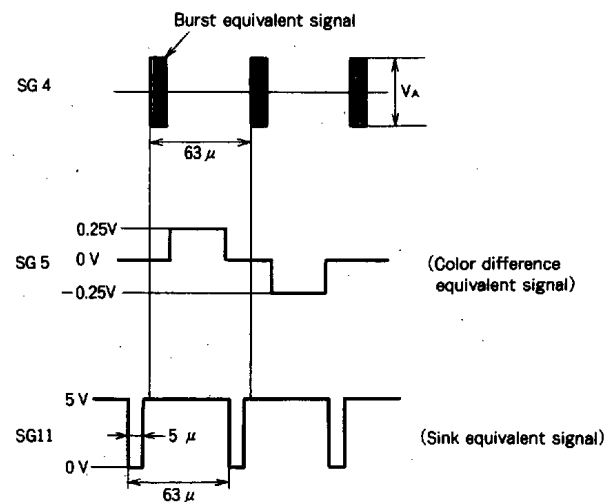 Burst equivalent signal
SG 4
VA
63 μ
0.25V
0 V
SG 5
-0.25V
(Color difference
equivalent signal)
5 V
SG11
5 μ
(Sink equivalent signal)
0 V
63 μ